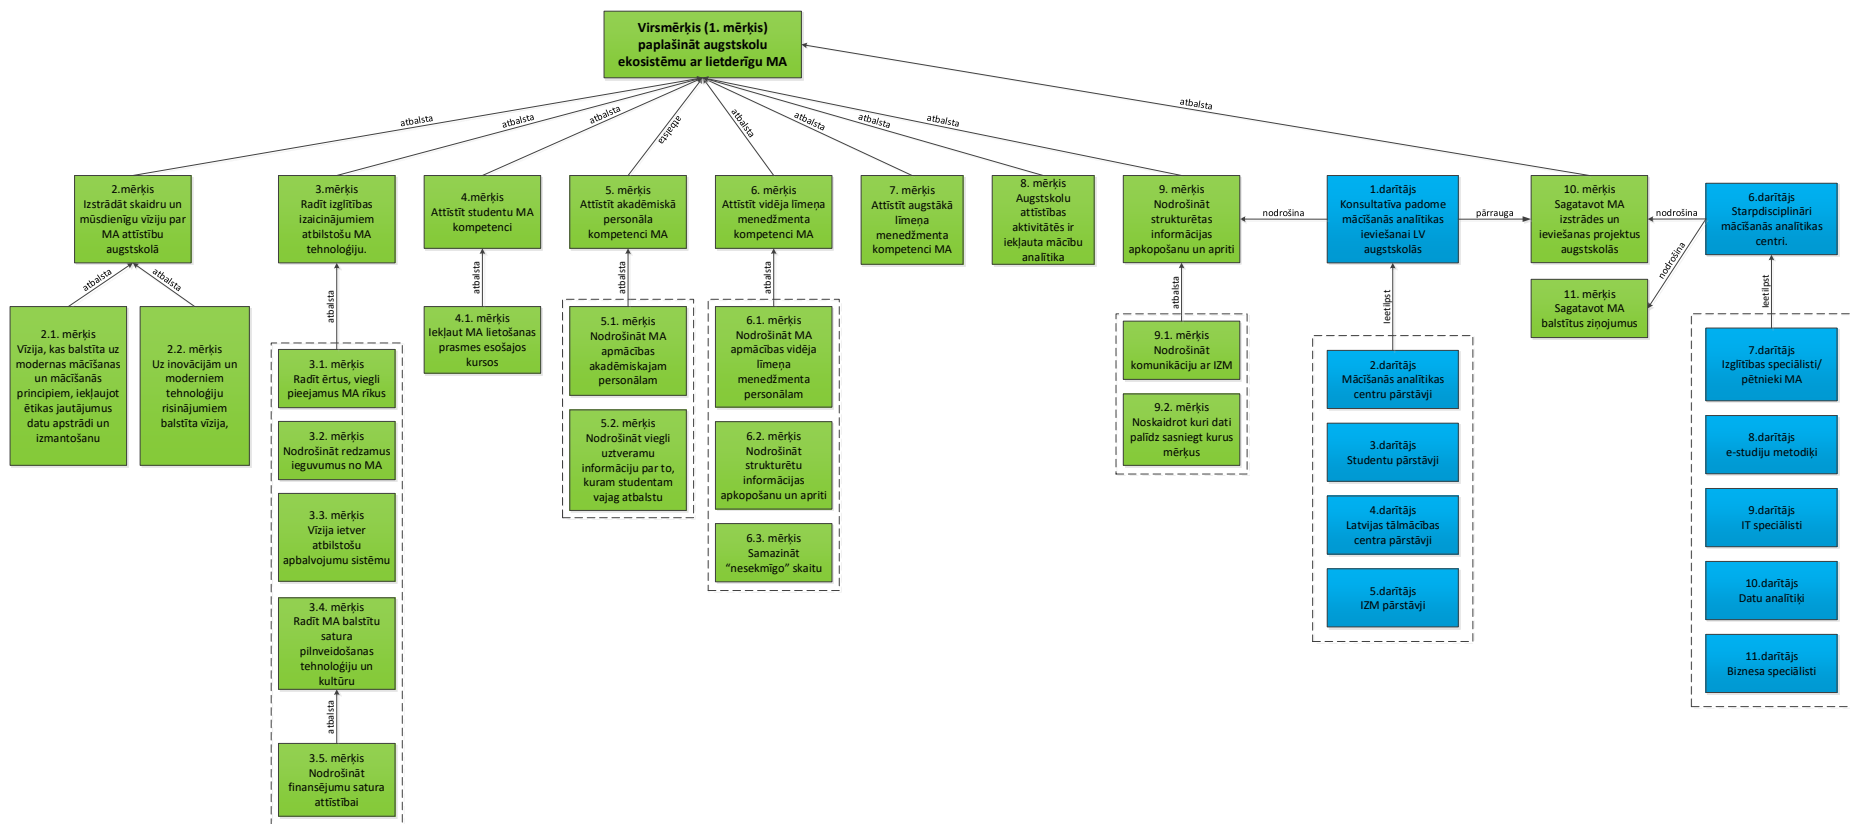 Virsmērķis (1. mērķis)
paplašināt augstskolu
ekosistēmu ar lietderīgu MA
atbalsta
atbalsta
atbalsta
atbalsta
atbalsta
atbalsta
atbalsta
atbalsta
atbalsta
2.mērķis
Izstrādāt skaidru un
mūsdienīgu vīziju par
MA attīstību
augstskolā
3.mērķis
Radīt izglītības
izaicinājumiem
atbilstošu MA
tehnoloģiju.
4.mērķis
Attīstīt studentu MA
kompetenci
5. mērķis
Attīstīt akadēmiskā
personāla
kompetenci MA
6. mērķis
Attīstīt vidēja līmeņa
menedžmenta
kompetenci MA
7. mērķis
Attīstīt augstākā
līmeņa
menedžmenta
kompetenci MA
8. mērķis
Augstskolu
attīstības
aktivitātēs ir
iekļauta mācību
analītika
9. mērķis
Nodrošināt
strukturētas
informācijas
apkopošanu un apriti
nodrošina
1.darītājs
Konsultatīva padome
mācīšanās analītikas
ieviešanai LV
augstskolās
pārrauga
10. mērķis
Sagatavot MA
izstrādes un
ieviešanas projektus
augstskolās
nodrošina
nodrošina
6.darītājs
Starpdisciplināri
mācīšanās analītikas
centri.
atbalsta
atbalsta
atbalsta
atbalsta
atbalsta
atbalsta
atbalsta
Ieetilpst
Ieetilpst
2.1. mērķis
Vīzija, kas balstīta uz
modernas mācīšanas
un mācīšanās
principiem, iekļaujot
ētikas jautājumus
datu apstrādi un
izmantošanu
2.2. mērķis
Uz inovācijām un
moderniem
tehnoloģiju
risinājumiem
balstīta vīzija,
3.1. mērķis
Radīt ērtus, viegli
pieejamus MA rīkus
3.2. mērķis
Nodrošināt redzamus
ieguvumus no MA
3.3. mērķis
Vīzija ietver
atbilstošu
apbalvojumu sistēmu
3.4. mērķis
Radīt MA balstītu
satura
pilnveidošanas
tehnoloģiju un
kultūru
atbalsta
3.5. mērķis
Nodrošināt
finansējumu satura
attīstībai
4.1. mērķis
Iekļaut MA lietošanas
prasmes esošajos
kursos
5.1. mērķis
Nodrošināt MA
apmācības
akadēmiskajam
personālam
5.2. mērķis
Nodrošināt viegli
uztveramu
informāciju par to,
kuram studentam
vajag atbalstu
6.1. mērķis
Nodrošināt MA
apmācības vidēja
līmeņa
menedžmenta
personālam
6.2. mērķis
Nodrošināt
strukturētu
informācijas
apkopošanu un apriti
6.3. mērķis
Samazināt
“nesekmīgo” skaitu
9.1. mērķis
Nodrošināt
komunikāciju ar IZM
9.2. mērķis
Noskaidrot kuri dati
palīdz sasniegt kurus
mērķus
2.darītājs
Mācīšanās analītikas
centru pārstāvji
3.darītājs
Studentu pārstāvji
4.darītājs
Latvijas tālmācības
centra pārstāvji
5.darītājs
IZM pārstāvji
11. mērķis
Sagatavot MA
balstītus ziņojumus
7.darītājs
Izglītības speciālisti/
pētnieki MA
8.darītājs
e-studiju metodiķi
9.darītājs
IT speciālisti
10.darītājs
Datu analītiķi
11.darītājs
Biznesa speciālisti